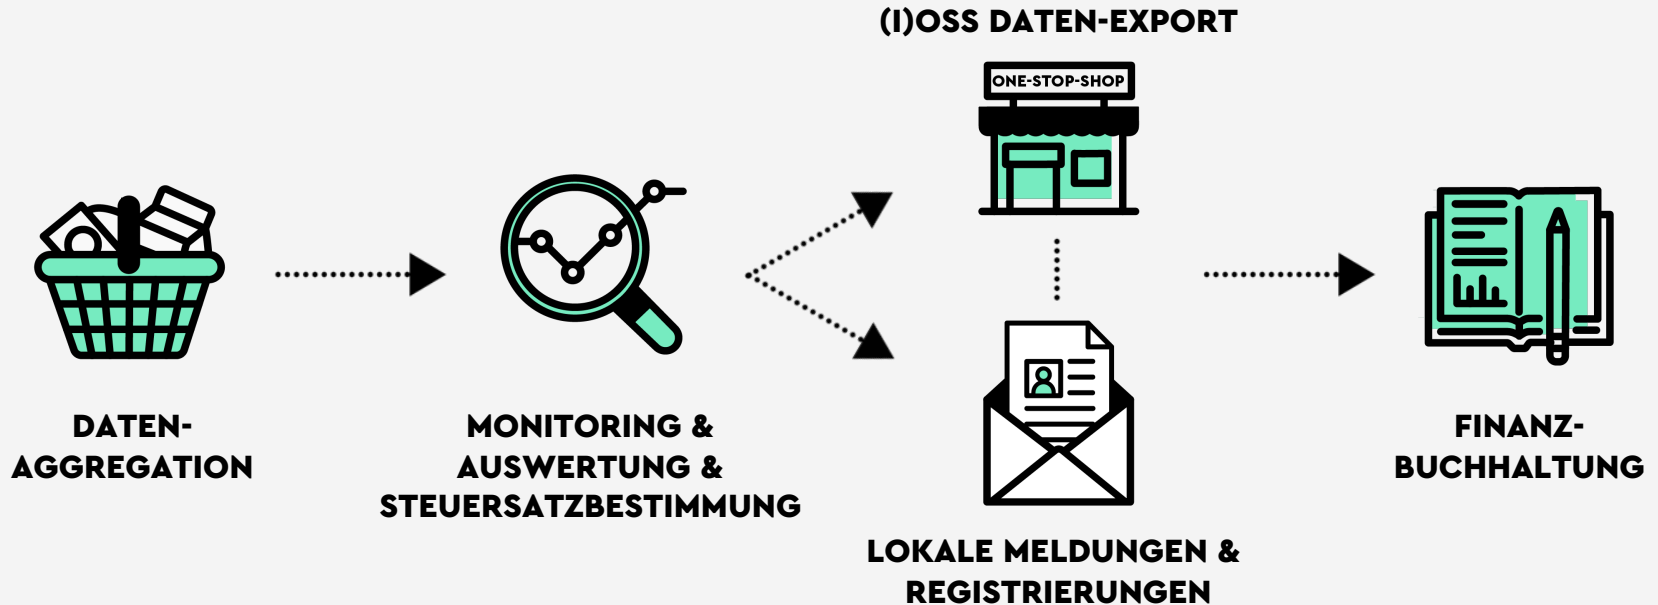 (I)OSS DATEN-EXPORT
ONE-STOP-SHOP
DATEN-
AGGREGATION
MONITORING &
AUSWERTUNG &
STEUERSATZBESTIMMUNG
LOKALE MELDUNGEN &
REGISTRIERUNGEN
FINANZ-
BUCHHALTUNG